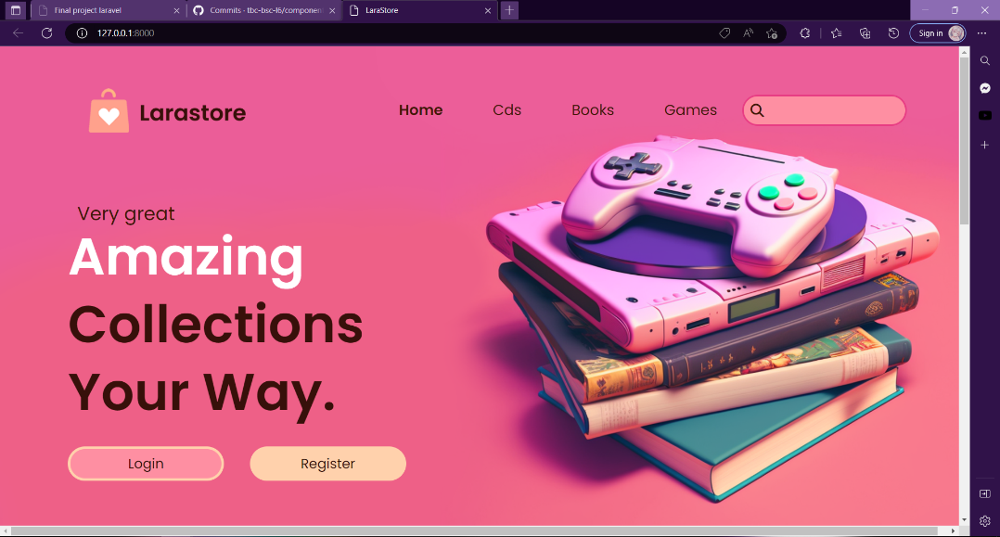 Final project laravel
Commits · tbc-bsc-l6/componen
LaraStore
127.0.0.1:8000
Sign in
Larastore
Home Cds Books Games
Very great
Amazing
Collections
Your Way.
Login Register